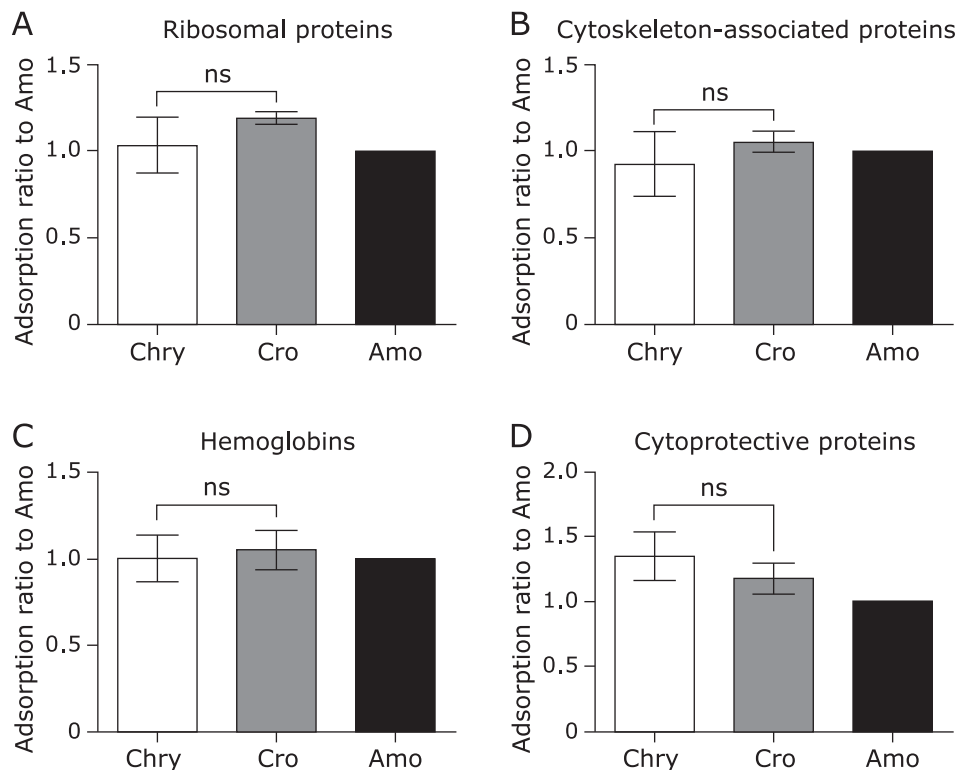 A
Ribosomal proteins
Adsorption ratio to Amo
1.5
1.0
0.5
0
ns
Chry Cro Amo
B
Cytoskeleton-associated proteins
Adsorption ratio to Amo
1.5
1.0
0.5
0
ns
Chry Cro Amo
C
Hemoglobins
Adsorption ratio to Amo
1.5
1.0
0.5
0
ns
Chry Cro Amo
D
Cytoprotective proteins
Adsorption ratio to Amo
2.0
1.5
1.0
0.5
0
ns
Chry Cro Amo